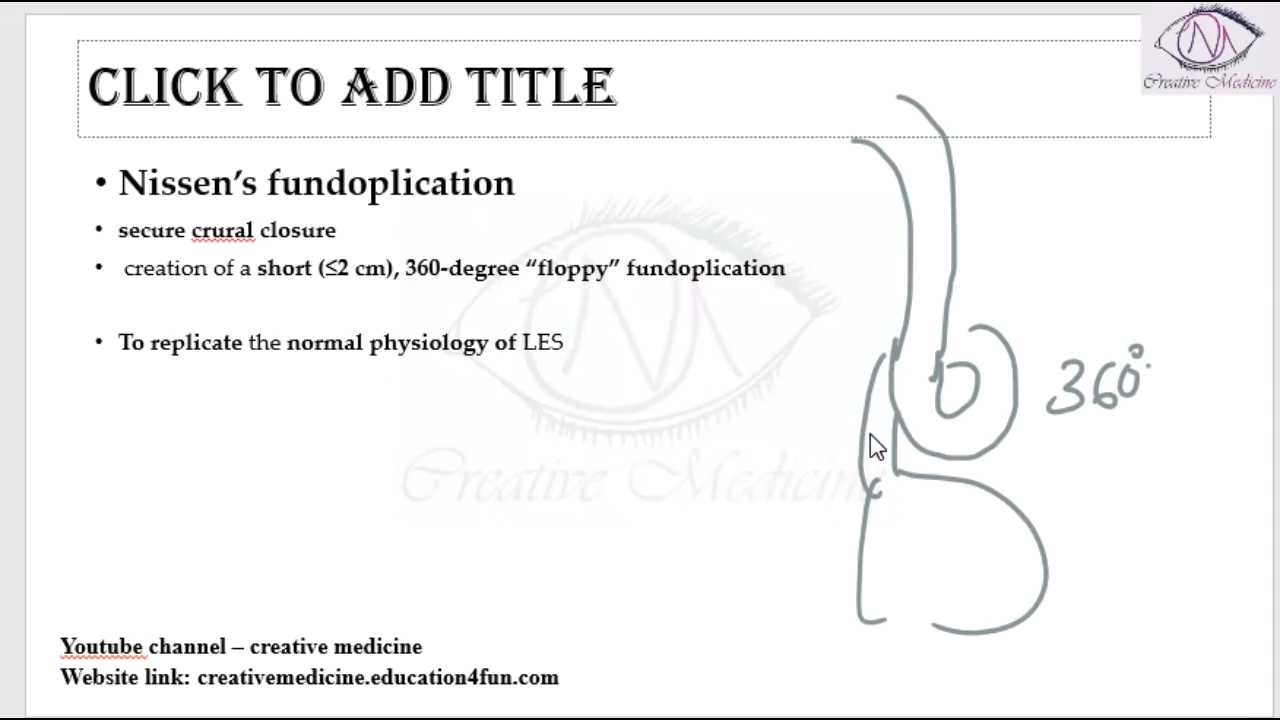 CLICK TO ADD TITLE
Creative Medicine
• Nissen’s fundoplication
• secure crural closure
• creation of a short (≤2 cm), 360-degree “floppy” fundoplication
• To replicate the normal physiology of LES
360°
Creative Medicine
Youtube channel – creative medicine
Website link: creativemedicine.education4fun.com